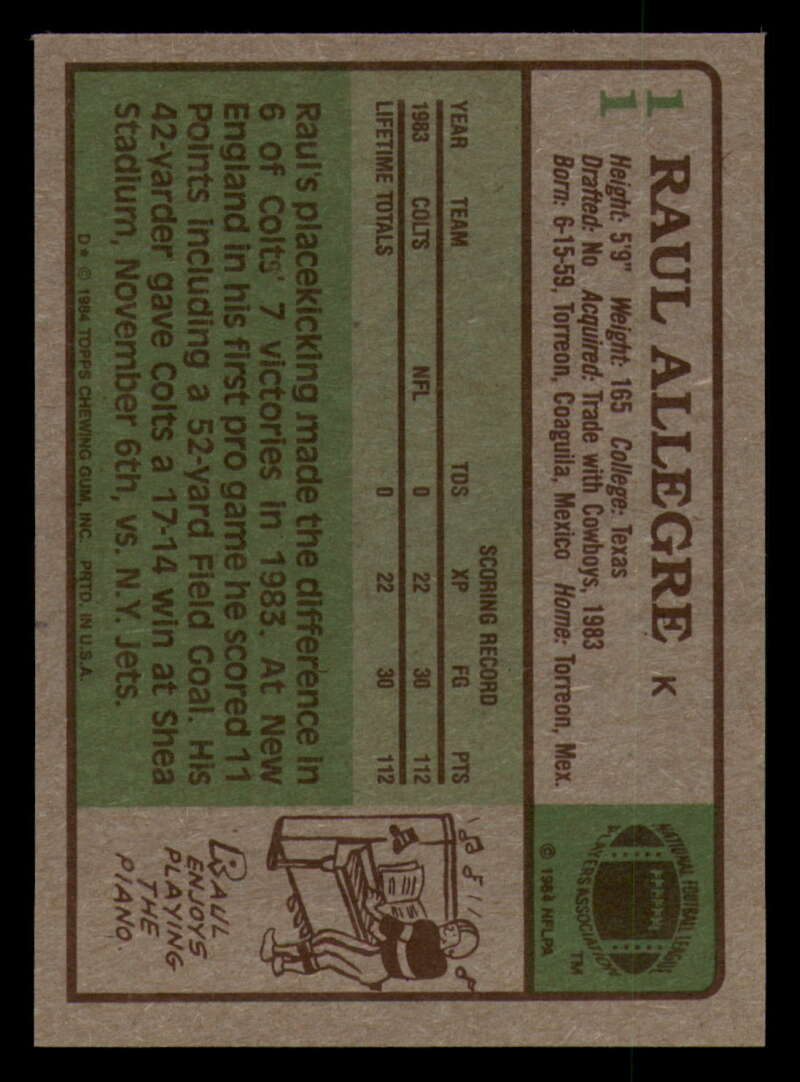 11
RAUL ALLEGRE K
Height: 5'9" Weight: 165 College: Texas
Drafted: No Acquired: Trade with Cowboys, 1983
Born: 6-15-59, Torreon, Coaguila, Mexico Home: Torreon, Mex.
NATIONAL FOOTBALL LEAGUE
PLAYERS ASSOCIATION
TM
© 1984 NFLPA
SCORING RECORD
YEAR TEAM TDS XP FG PTS
1983 COLTS NFL 0 22 30 112
LIFETIME TOTALS 0 22 30 112
Raul's placekicking made the difference in
6 of Colts' 7 victories in 1983. At New
England in his first pro game he scored 11
Points including a 52-yard Field Goal. His
42-yarder gave Colts a 17-14 win at Shea
Stadium, November 6th, vs. N.Y. Jets.
D* © 1984 TOPPS CHEWING GUM, INC. PRTD. IN U.S.A.
RAUL
ENJOYS
PLAYING
THE
PIANO.